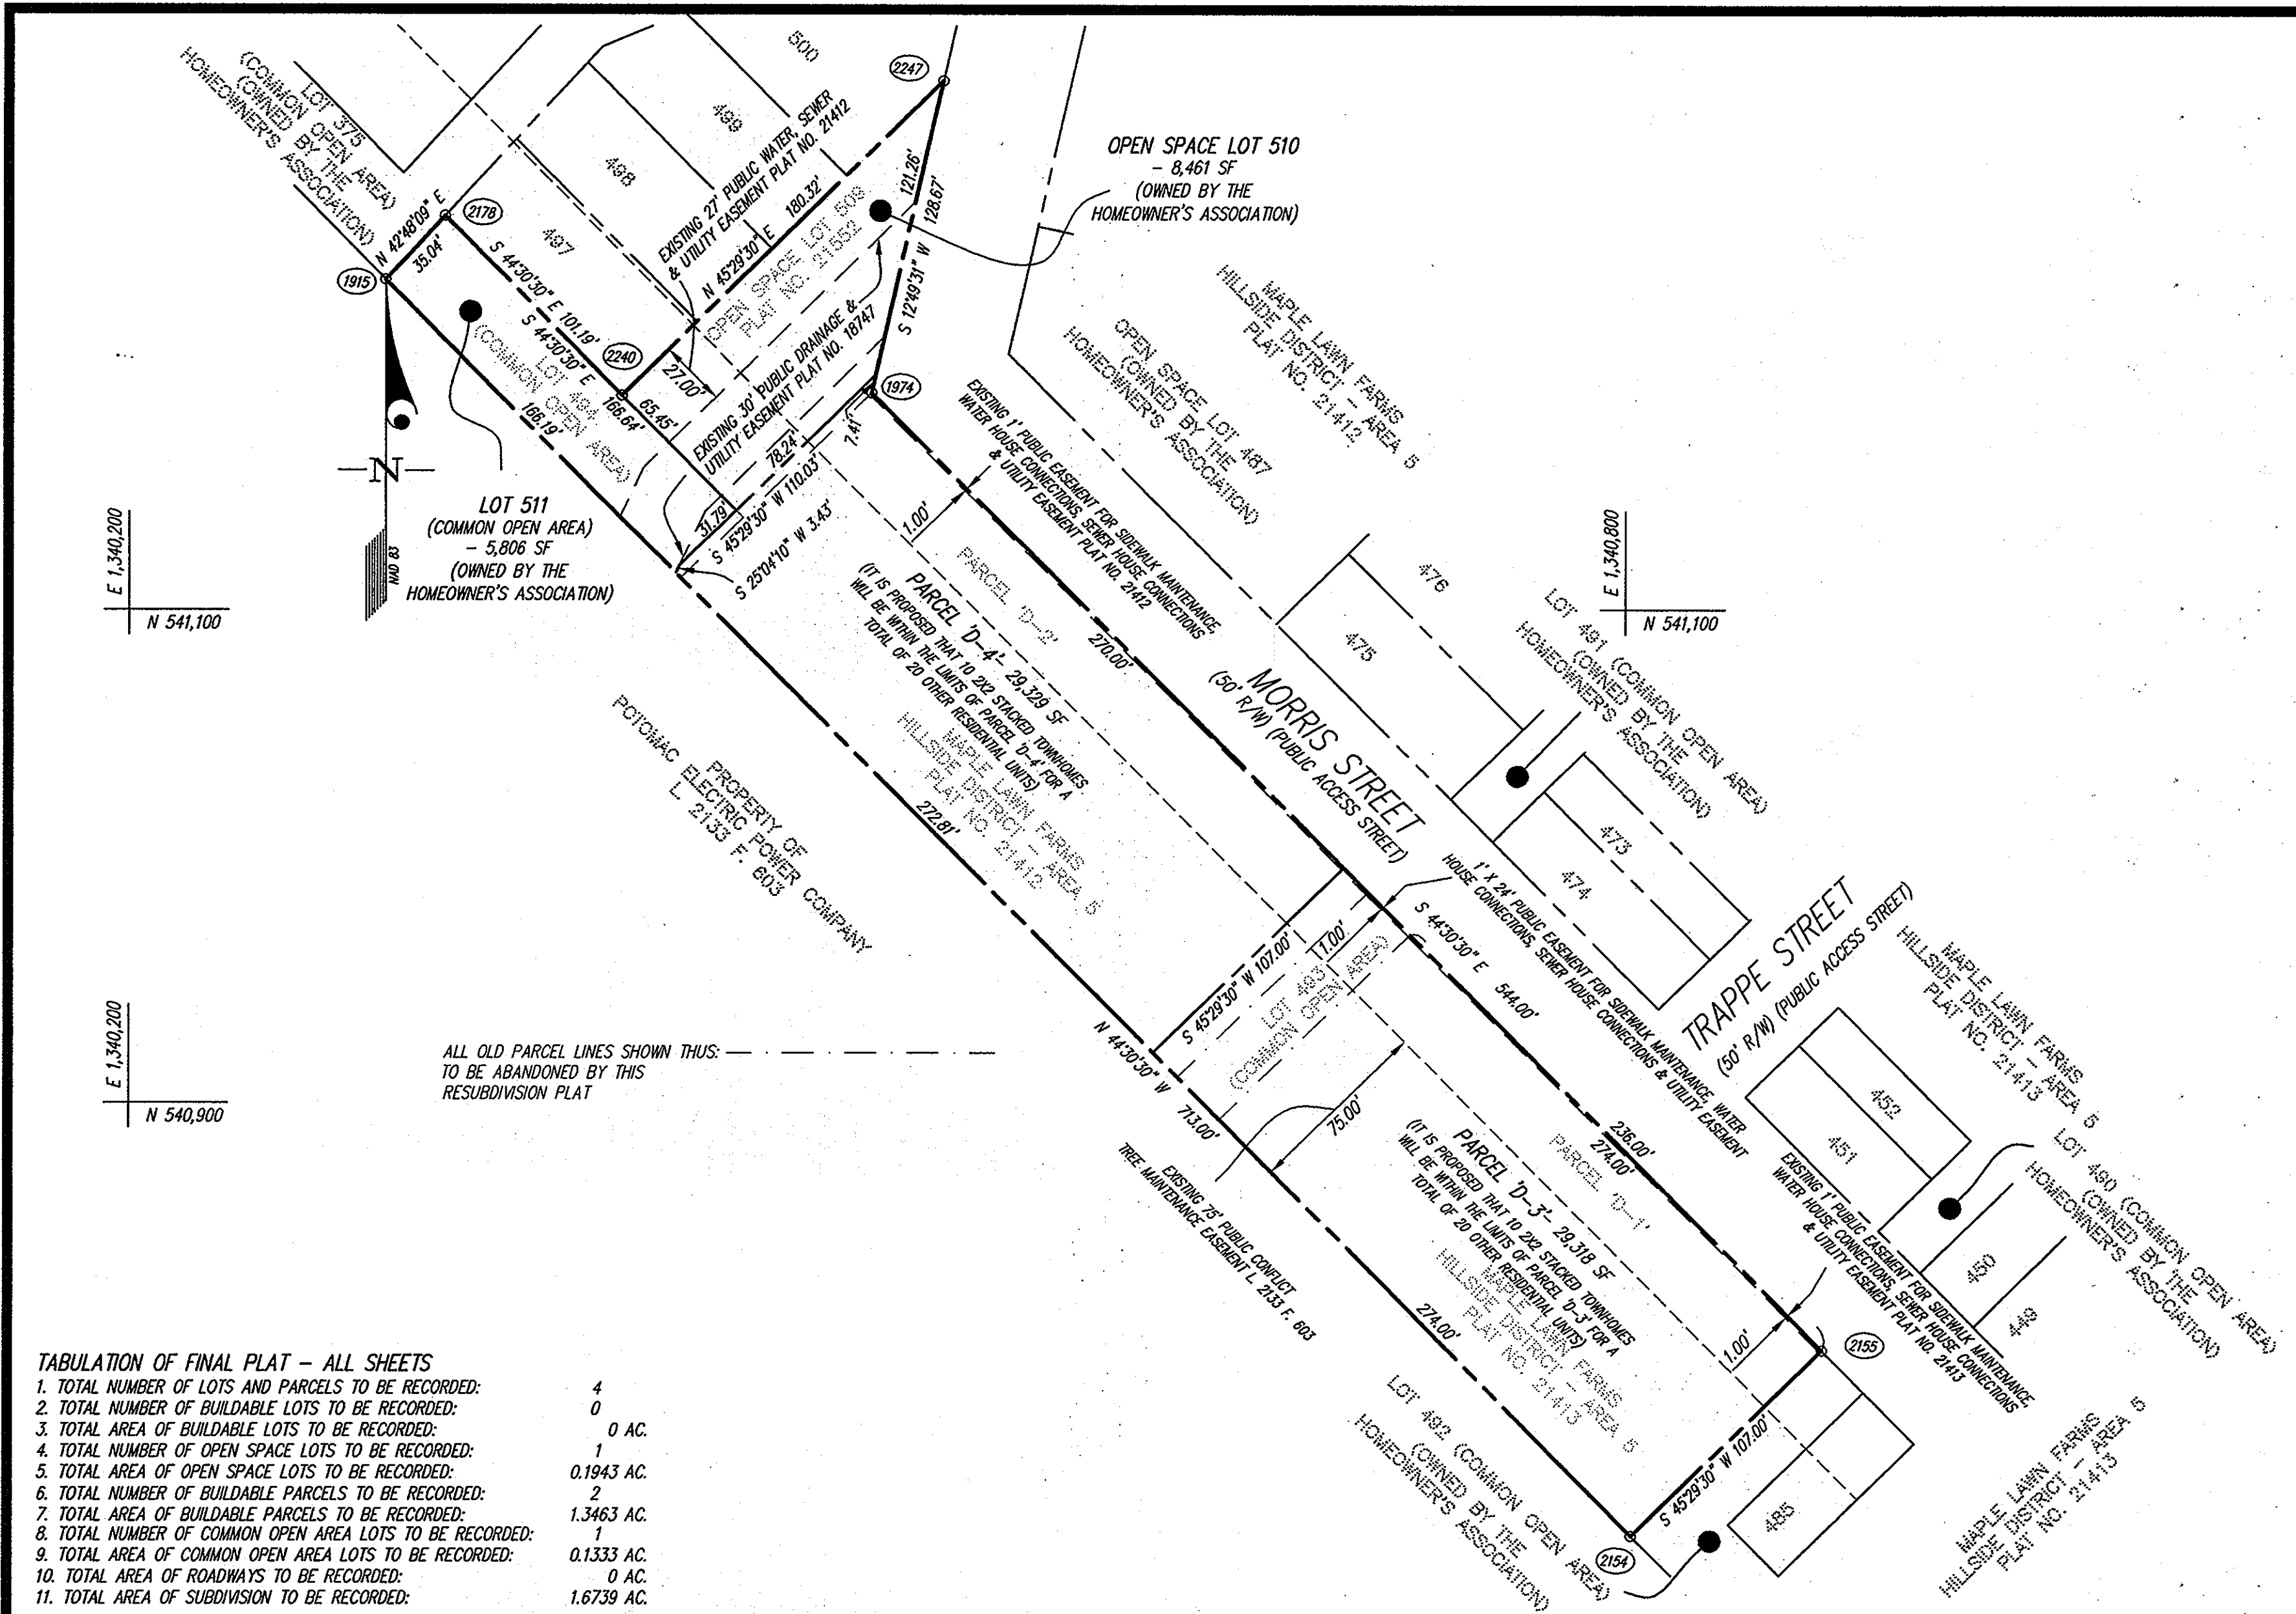 LOT 375
(COMMON OPEN AREA)
(OWNED BY THE
HOMEOWNER'S ASSOCIATION)
500
499
498
497
2247
2178
1915
2240
1974
N 42°48'09" E
35.04'
S 44°30'30" E 101.19'
S 44°30'30" E
166.64'
65.45'
EXISTING 27' PUBLIC WATER, SEWER
& UTILITY EASEMENT PLAT NO. 21412
N 45°29'30" E 180.32'
OPEN SPACE LOT 509
PLAT NO. 21552
121.26'
128.67'
S 12°49'31" W
27.00'
EXISTING 30' PUBLIC DRAINAGE &
UTILITY EASEMENT PLAT NO. 18747
7.41'
78.24'
31.79'
S 45°29'30" W 110.03'
S 25°04'10" W 3.43'
LOT 494
(COMMON OPEN AREA)
166.19'
OPEN SPACE LOT 510
- 8,461 SF
(OWNED BY THE
HOMEOWNER'S ASSOCIATION)
MAPLE LAWN FARMS
HILLSIDE DISTRICT - AREA 5
PLAT NO. 21412
OPEN SPACE LOT 487
(OWNED BY THE
HOMEOWNER'S ASSOCIATION)
N
NAD 83
LOT 511
(COMMON OPEN AREA)
- 5,806 SF
(OWNED BY THE
HOMEOWNER'S ASSOCIATION)
E 1,340,200
N 541,100
E 1,340,800
N 541,100
EXISTING 1' PUBLIC EASEMENT FOR SIDEWALK MAINTENANCE,
WATER HOUSE CONNECTIONS, SEWER HOUSE CONNECTIONS
& UTILITY EASEMENT PLAT NO. 21412
1.00'
PARCEL 'D-2'
270.00'
PARCEL 'D-4' - 29,329 SF
(IT IS PROPOSED THAT 10 2X2 STACKED TOWNHOMES
WILL BE WITHIN THE LIMITS OF PARCEL 'D-4' FOR A
TOTAL OF 20 OTHER RESIDENTIAL UNITS)
MAPLE LAWN FARMS
HILLSIDE DISTRICT - AREA 5
PLAT NO. 21412
MORRIS STREET
(50' R/W) (PUBLIC ACCESS STREET)
476
475
LOT 491 (COMMON OPEN AREA)
(OWNED BY THE
HOMEOWNER'S ASSOCIATION)
473
474
PROPERTY OF
POTOMAC ELECTRIC POWER COMPANY
L. 2133 F. 603
272.81'
TRAPPE STREET
(50' R/W) (PUBLIC ACCESS STREET)
1' X 24' PUBLIC EASEMENT FOR SIDEWALK MAINTENANCE, WATER
HOUSE CONNECTIONS, SEWER HOUSE CONNECTIONS & UTILITY EASEMENT
S 44°30'30" E
544.00'
S 45°29'30" W 107.00'
1.00'
LOT 493
(COMMON OPEN AREA)
N 44°30'30" W
713.00'
75.00'
EXISTING 75' PUBLIC CONFLICT
TREE MAINTENANCE EASEMENT L. 2133 F. 603
E 1,340,200
N 540,900
ALL OLD PARCEL LINES SHOWN THUS:
TO BE ABANDONED BY THIS
RESUBDIVISION PLAT
MAPLE LAWN FARMS
HILLSIDE DISTRICT - AREA 5
PLAT NO. 21413
452
451
LOT 490 (COMMON OPEN AREA)
(OWNED BY THE
HOMEOWNER'S ASSOCIATION)
450
449
236.00'
274.00'
PARCEL 'D-1'
PARCEL 'D-3' - 29,318 SF
(IT IS PROPOSED THAT 10 2X2 STACKED TOWNHOMES
WILL BE WITHIN THE LIMITS OF PARCEL 'D-3' FOR A
TOTAL OF 20 OTHER RESIDENTIAL UNITS)
MAPLE LAWN FARMS
HILLSIDE DISTRICT - AREA 5
PLAT NO. 21413
EXISTING 1' PUBLIC EASEMENT FOR SIDEWALK MAINTENANCE,
WATER HOUSE CONNECTIONS, SEWER HOUSE CONNECTIONS
& UTILITY EASEMENT PLAT NO. 21413
1.00'
2155
274.00'
S 45°29'30" W 107.00'
485
2154
LOT 492 (COMMON OPEN AREA)
(OWNED BY THE
HOMEOWNER'S ASSOCIATION)
MAPLE LAWN FARMS
HILLSIDE DISTRICT - AREA 5
PLAT NO. 21413
TABULATION OF FINAL PLAT - ALL SHEETS
1. TOTAL NUMBER OF LOTS AND PARCELS TO BE RECORDED: 4
2. TOTAL NUMBER OF BUILDABLE LOTS TO BE RECORDED: 0
3. TOTAL AREA OF BUILDABLE LOTS TO BE RECORDED: 0 AC.
4. TOTAL NUMBER OF OPEN SPACE LOTS TO BE RECORDED: 1
5. TOTAL AREA OF OPEN SPACE LOTS TO BE RECORDED: 0.1943 AC.
6. TOTAL NUMBER OF BUILDABLE PARCELS TO BE RECORDED: 2
7. TOTAL AREA OF BUILDABLE PARCELS TO BE RECORDED: 1.3463 AC.
8. TOTAL NUMBER OF COMMON OPEN AREA LOTS TO BE RECORDED: 1
9. TOTAL AREA OF COMMON OPEN AREA LOTS TO BE RECORDED: 0.1333 AC.
10. TOTAL AREA OF ROADWAYS TO BE RECORDED: 0 AC.
11. TOTAL AREA OF SUBDIVISION TO BE RECORDED: 1.6739 AC.